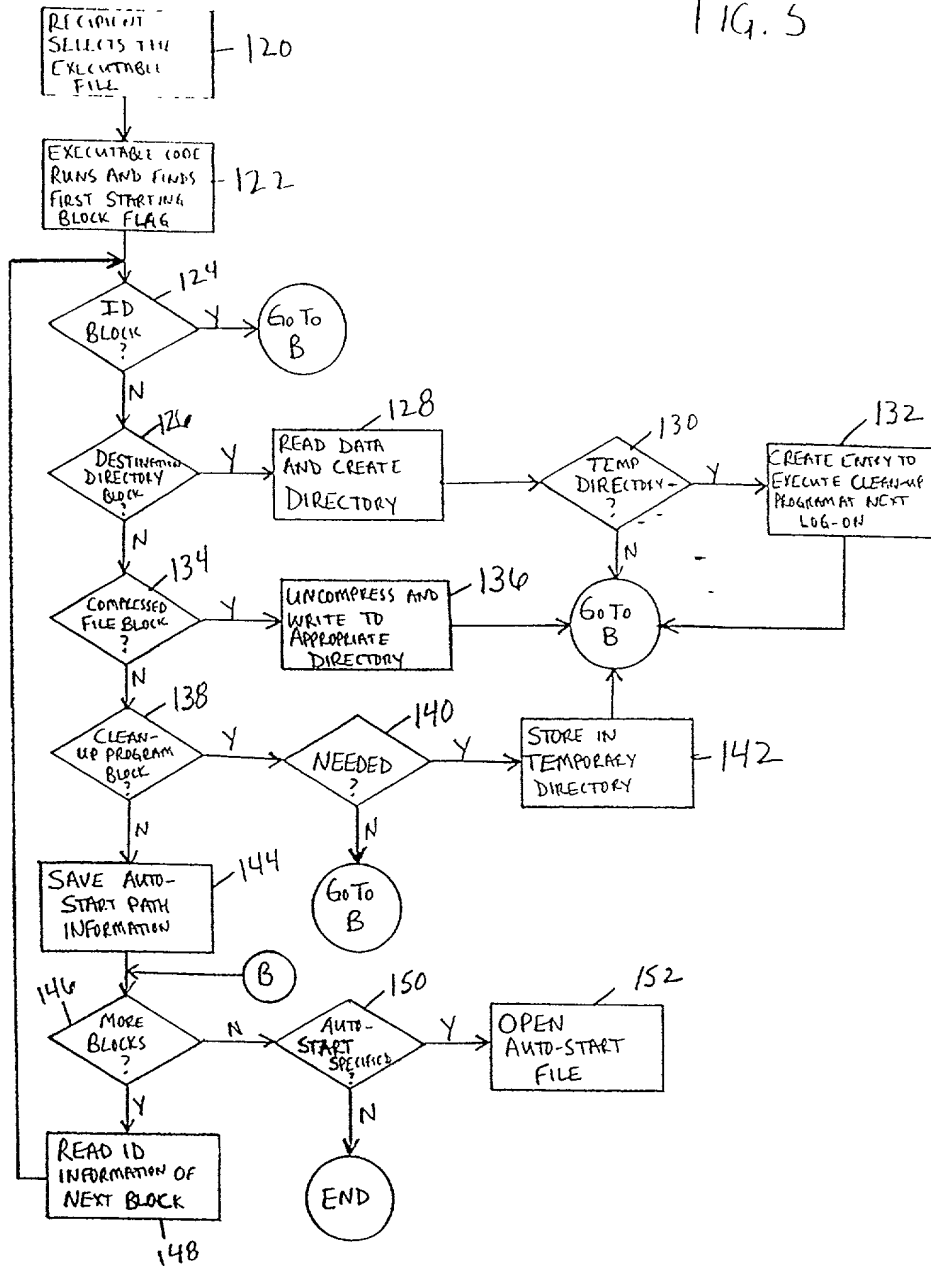 FIG. 5
RECIPIENT
SELECTS THE
EXECUTABLE
FILE
120
EXECUTABLE CODE
RUNS AND FINDS
FIRST STARTING
BLOCK FLAG
122
124
ID
BLOCK
?
Y
GO TO
B
N
126
DESTINATION
DIRECTORY
BLOCK
?
Y
128
READ DATA
AND CREATE
DIRECTORY
130
TEMP
DIRECTORY
?
Y
132
CREATE ENTRY TO
EXECUTE CLEAN-UP
PROGRAM AT NEXT
LOG-ON
N
N
134
COMPRESSED
FILE BLOCK
?
Y
136
UNCOMPRESS AND
WRITE TO
APPROPRIATE
DIRECTORY
GO TO
B
N
138
CLEAN-
UP PROGRAM
BLOCK
?
Y
140
NEEDED
?
Y
STORE IN
TEMPORARY
DIRECTORY
142
N
N
144
SAVE AUTO-
START PATH
INFORMATION
GO TO
B
B
146
MORE
BLOCKS
?
N
150
AUTO-
START
SPECIFIED
?
Y
152
OPEN
AUTO-START
FILE
Y
N
READ ID
INFORMATION OF
NEXT BLOCK
148
END